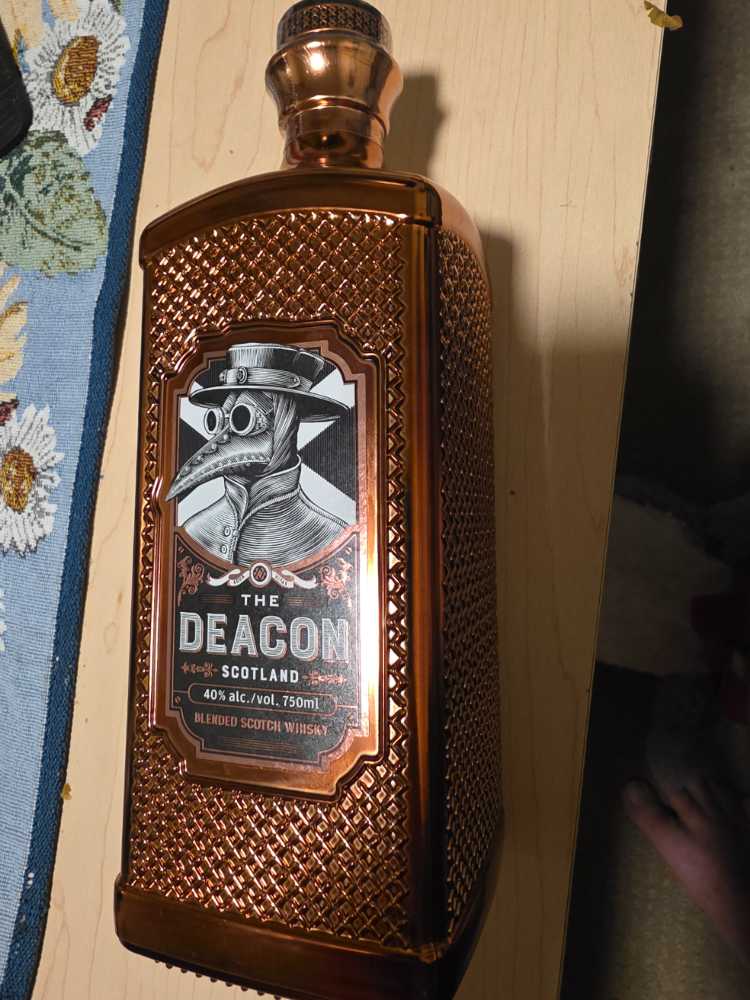 THE
DEACON
SCOTLAND
40% alc./vol. 750ml
BLENDED SCOTCH WHISKY